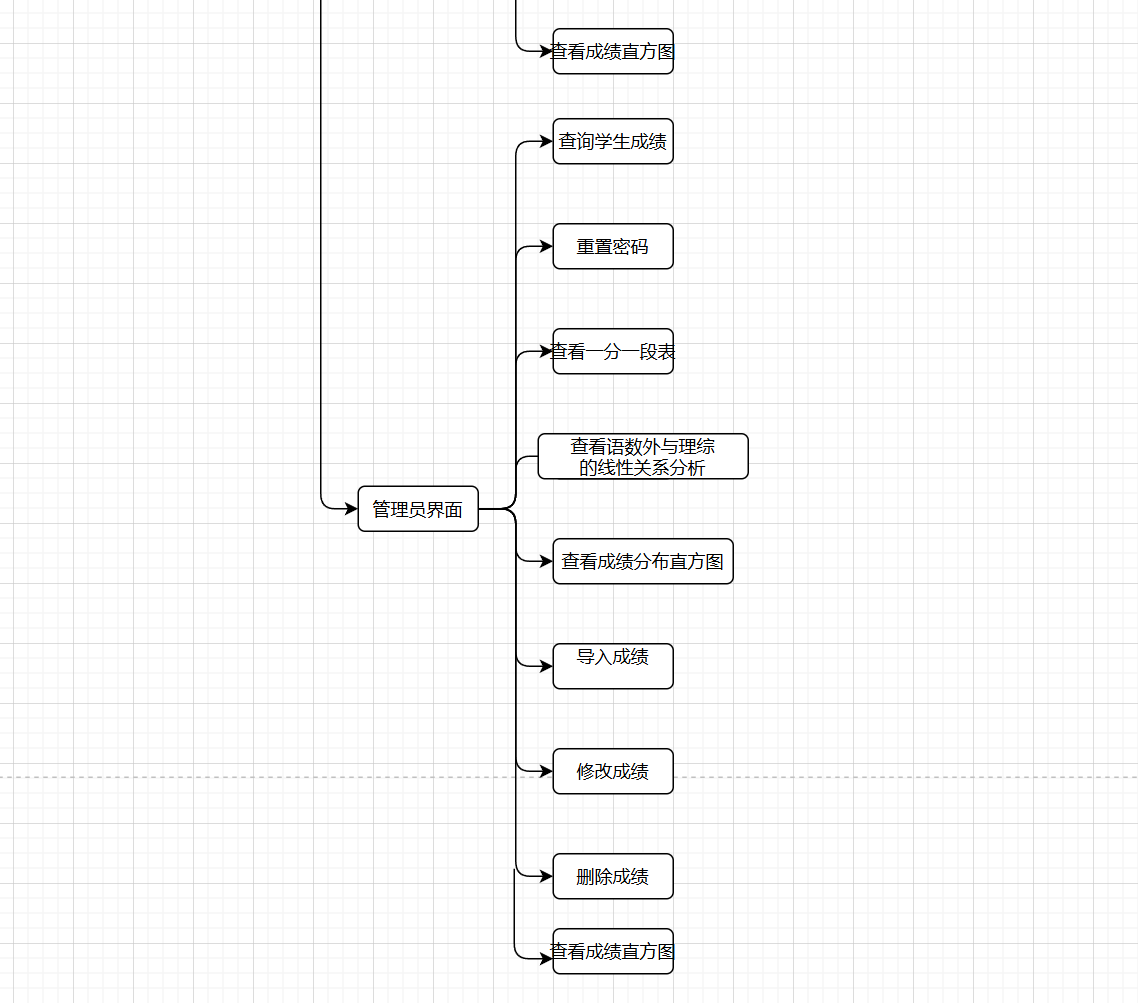 查看成绩直方图
查询学生成绩
重置密码
查看一分一段表
查看语数外与理综
的线性关系分析
管理员界面
查看成绩分布直方图
导入成绩
修改成绩
删除成绩
查看成绩直方图